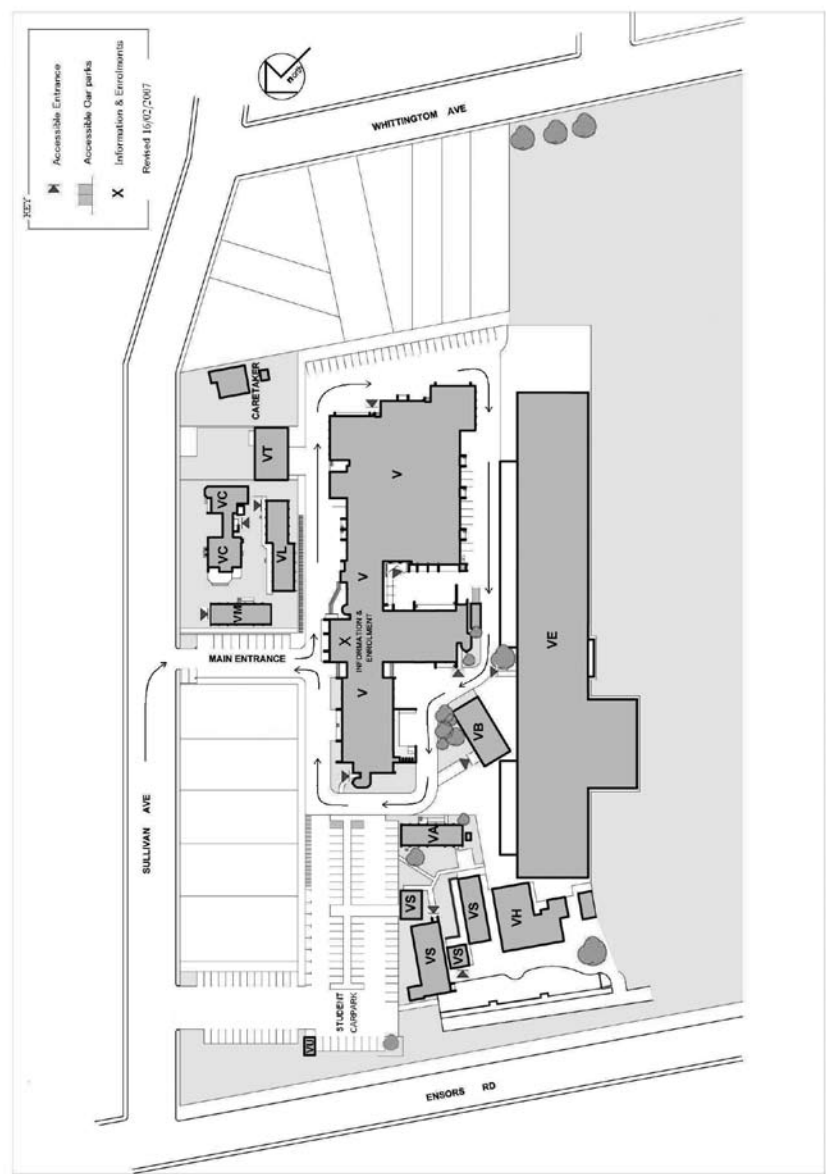 KEY
Accessible Entrance
Accessible Car parks
X Information & Enrolments
Revised 16/02/2007
north
WHITTINGTOM AVE
SULLIVAN AVE
CARETAKER
VT
VC
VC
VL
VM
MAIN ENTRANCE
V
V
X
INFORMATION &
ENROLMENT
V
VE
VB
VA
VS
VS
VS
VS
VH
STUDENT
CARPARK
VU
ENSORS RD